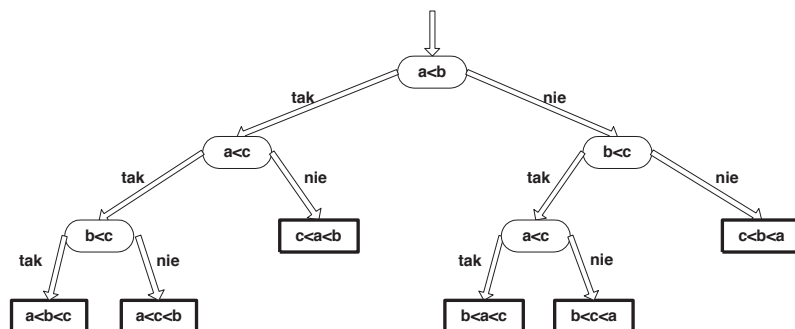 a<b
tak
nie
a<c
b<c
tak
nie
tak
nie
b<c
c<a<b
a<c
c<b<a
tak
nie
tak
nie
a<b<c
a<c<b
b<a<c
b<c<a